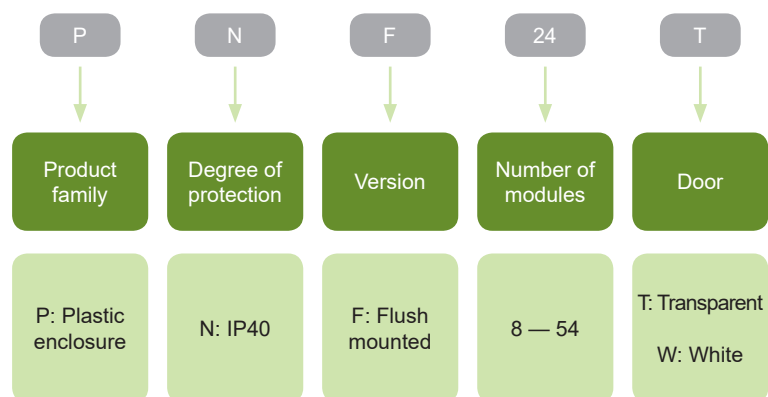 P N F 24 T
Product family
Degree of protection
Version
Number of modules
Door
P: Plastic enclosure
N: IP40
F: Flush mounted
8 — 54
T: Transparent
W: White